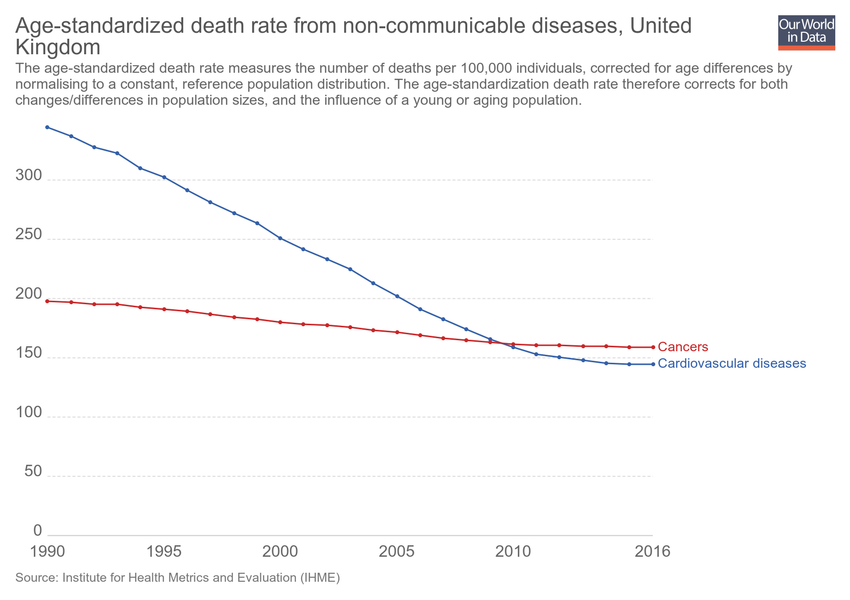 Age-standardized death rate from non-communicable diseases, United
Kingdom
Our World
in Data
The age-standardized death rate measures the number of deaths per 100,000 individuals, corrected for age differences by
normalising to a constant, reference population distribution. The age-standardization death rate therefore corrects for both
changes/differences in population sizes, and the influence of a young or aging population.
300
250
200
150
100
50
0
Cancers
Cardiovascular diseases
1990 1995 2000 2005 2010 2016
Source: Institute for Health Metrics and Evaluation (IHME)